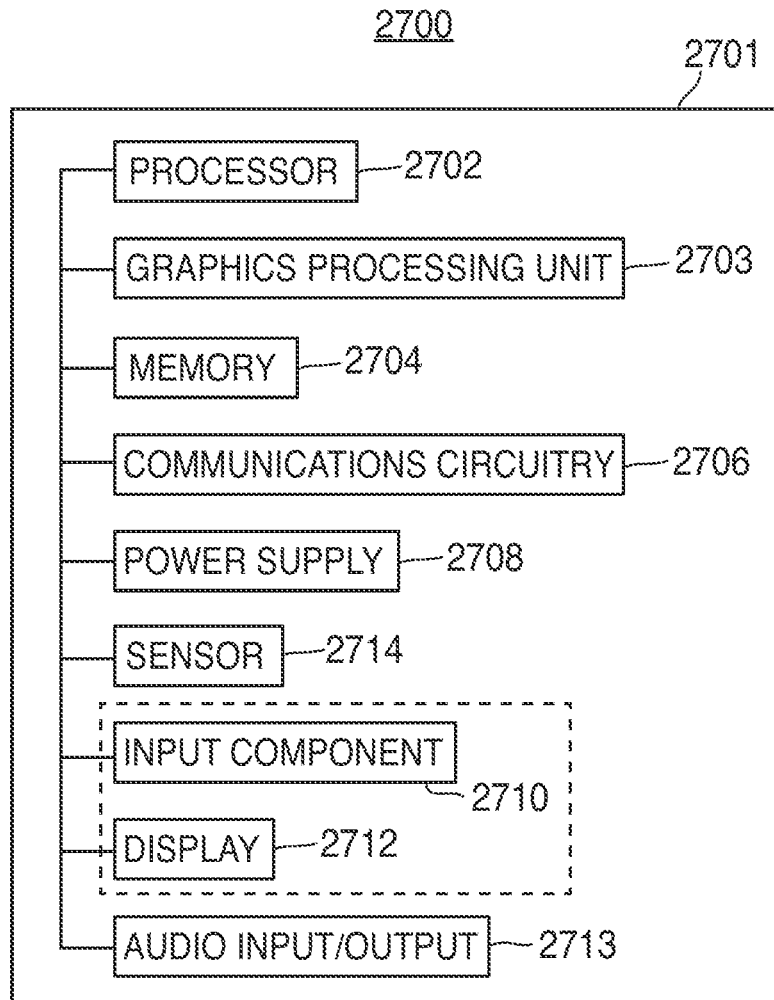 2700
2701
PROCESSOR 2702
GRAPHICS PROCESSING UNIT 2703
MEMORY 2704
COMMUNICATIONS CIRCUITRY 2706
POWER SUPPLY 2708
SENSOR 2714
INPUT COMPONENT
2710
DISPLAY 2712
AUDIO INPUT/OUTPUT 2713